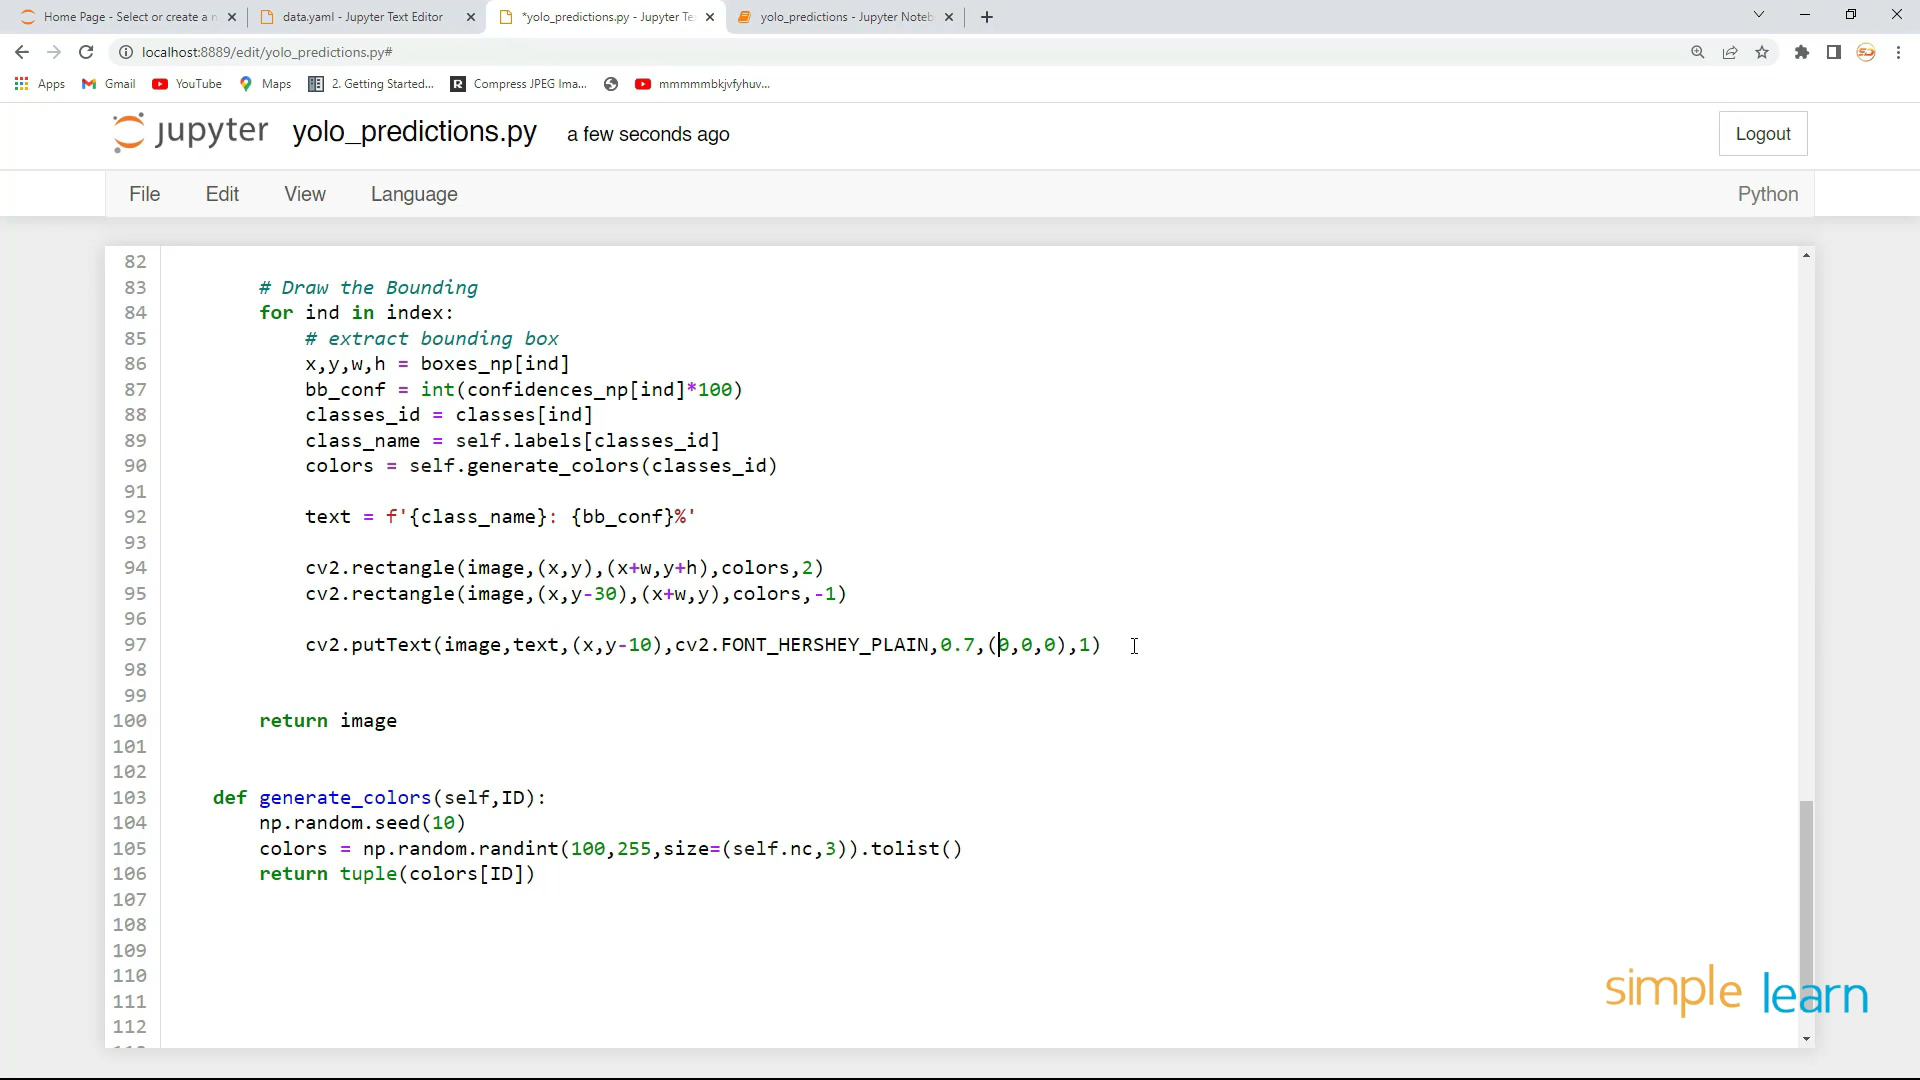 Home Page - Select or create a n
data.yaml - Jupyter Text Editor
*yolo_predictions.py - Jupyter Te
yolo_predictions - Jupyter Noteb
localhost:8889/edit/yolo_predictions.py#
Apps
Gmail
YouTube
Maps
2. Getting Started...
Compress JPEG Ima...
mmmmmbkjvfyhuv...
jupyter
yolo_predictions.py
a few seconds ago
Logout
File
Edit
View
Language
Python
82
83 # Draw the Bounding
84 for ind in index:
85 # extract bounding box
86 x,y,w,h = boxes_np[ind]
87 bb_conf = int(confidences_np[ind]*100)
88 classes_id = classes[ind]
89 class_name = self.labels[classes_id]
90 colors = self.generate_colors(classes_id)
91
92 text = f'{class_name}: {bb_conf}%'
93
94 cv2.rectangle(image,(x,y),(x+w,y+h),colors,2)
95 cv2.rectangle(image,(x,y-30),(x+w,y),colors,-1)
96
97 cv2.putText(image,text,(x,y-10),cv2.FONT_HERSHEY_PLAIN,0.7,(0,0,0),1)
98
99
100 return image
101
102
103 def generate_colors(self,ID):
104 np.random.seed(10)
105 colors = np.random.randint(100,255,size=(self.nc,3)).tolist()
106 return tuple(colors[ID])
107
108
109
110
111
112
simple learn